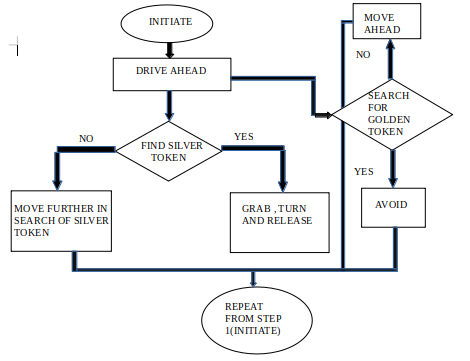 INITIATE
MOVE
AHEAD
NO
DRIVE AHEAD
SEARCH
FOR
GOLDEN
TOKEN
NO
YES
FIND SILVER
TOKEN
YES
MOVE FURTHER IN
SEARCH OF SILVER
TOKEN
GRAB , TURN
AND RELEASE
AVOID
REPEAT
FROM STEP
1(INITIATE)